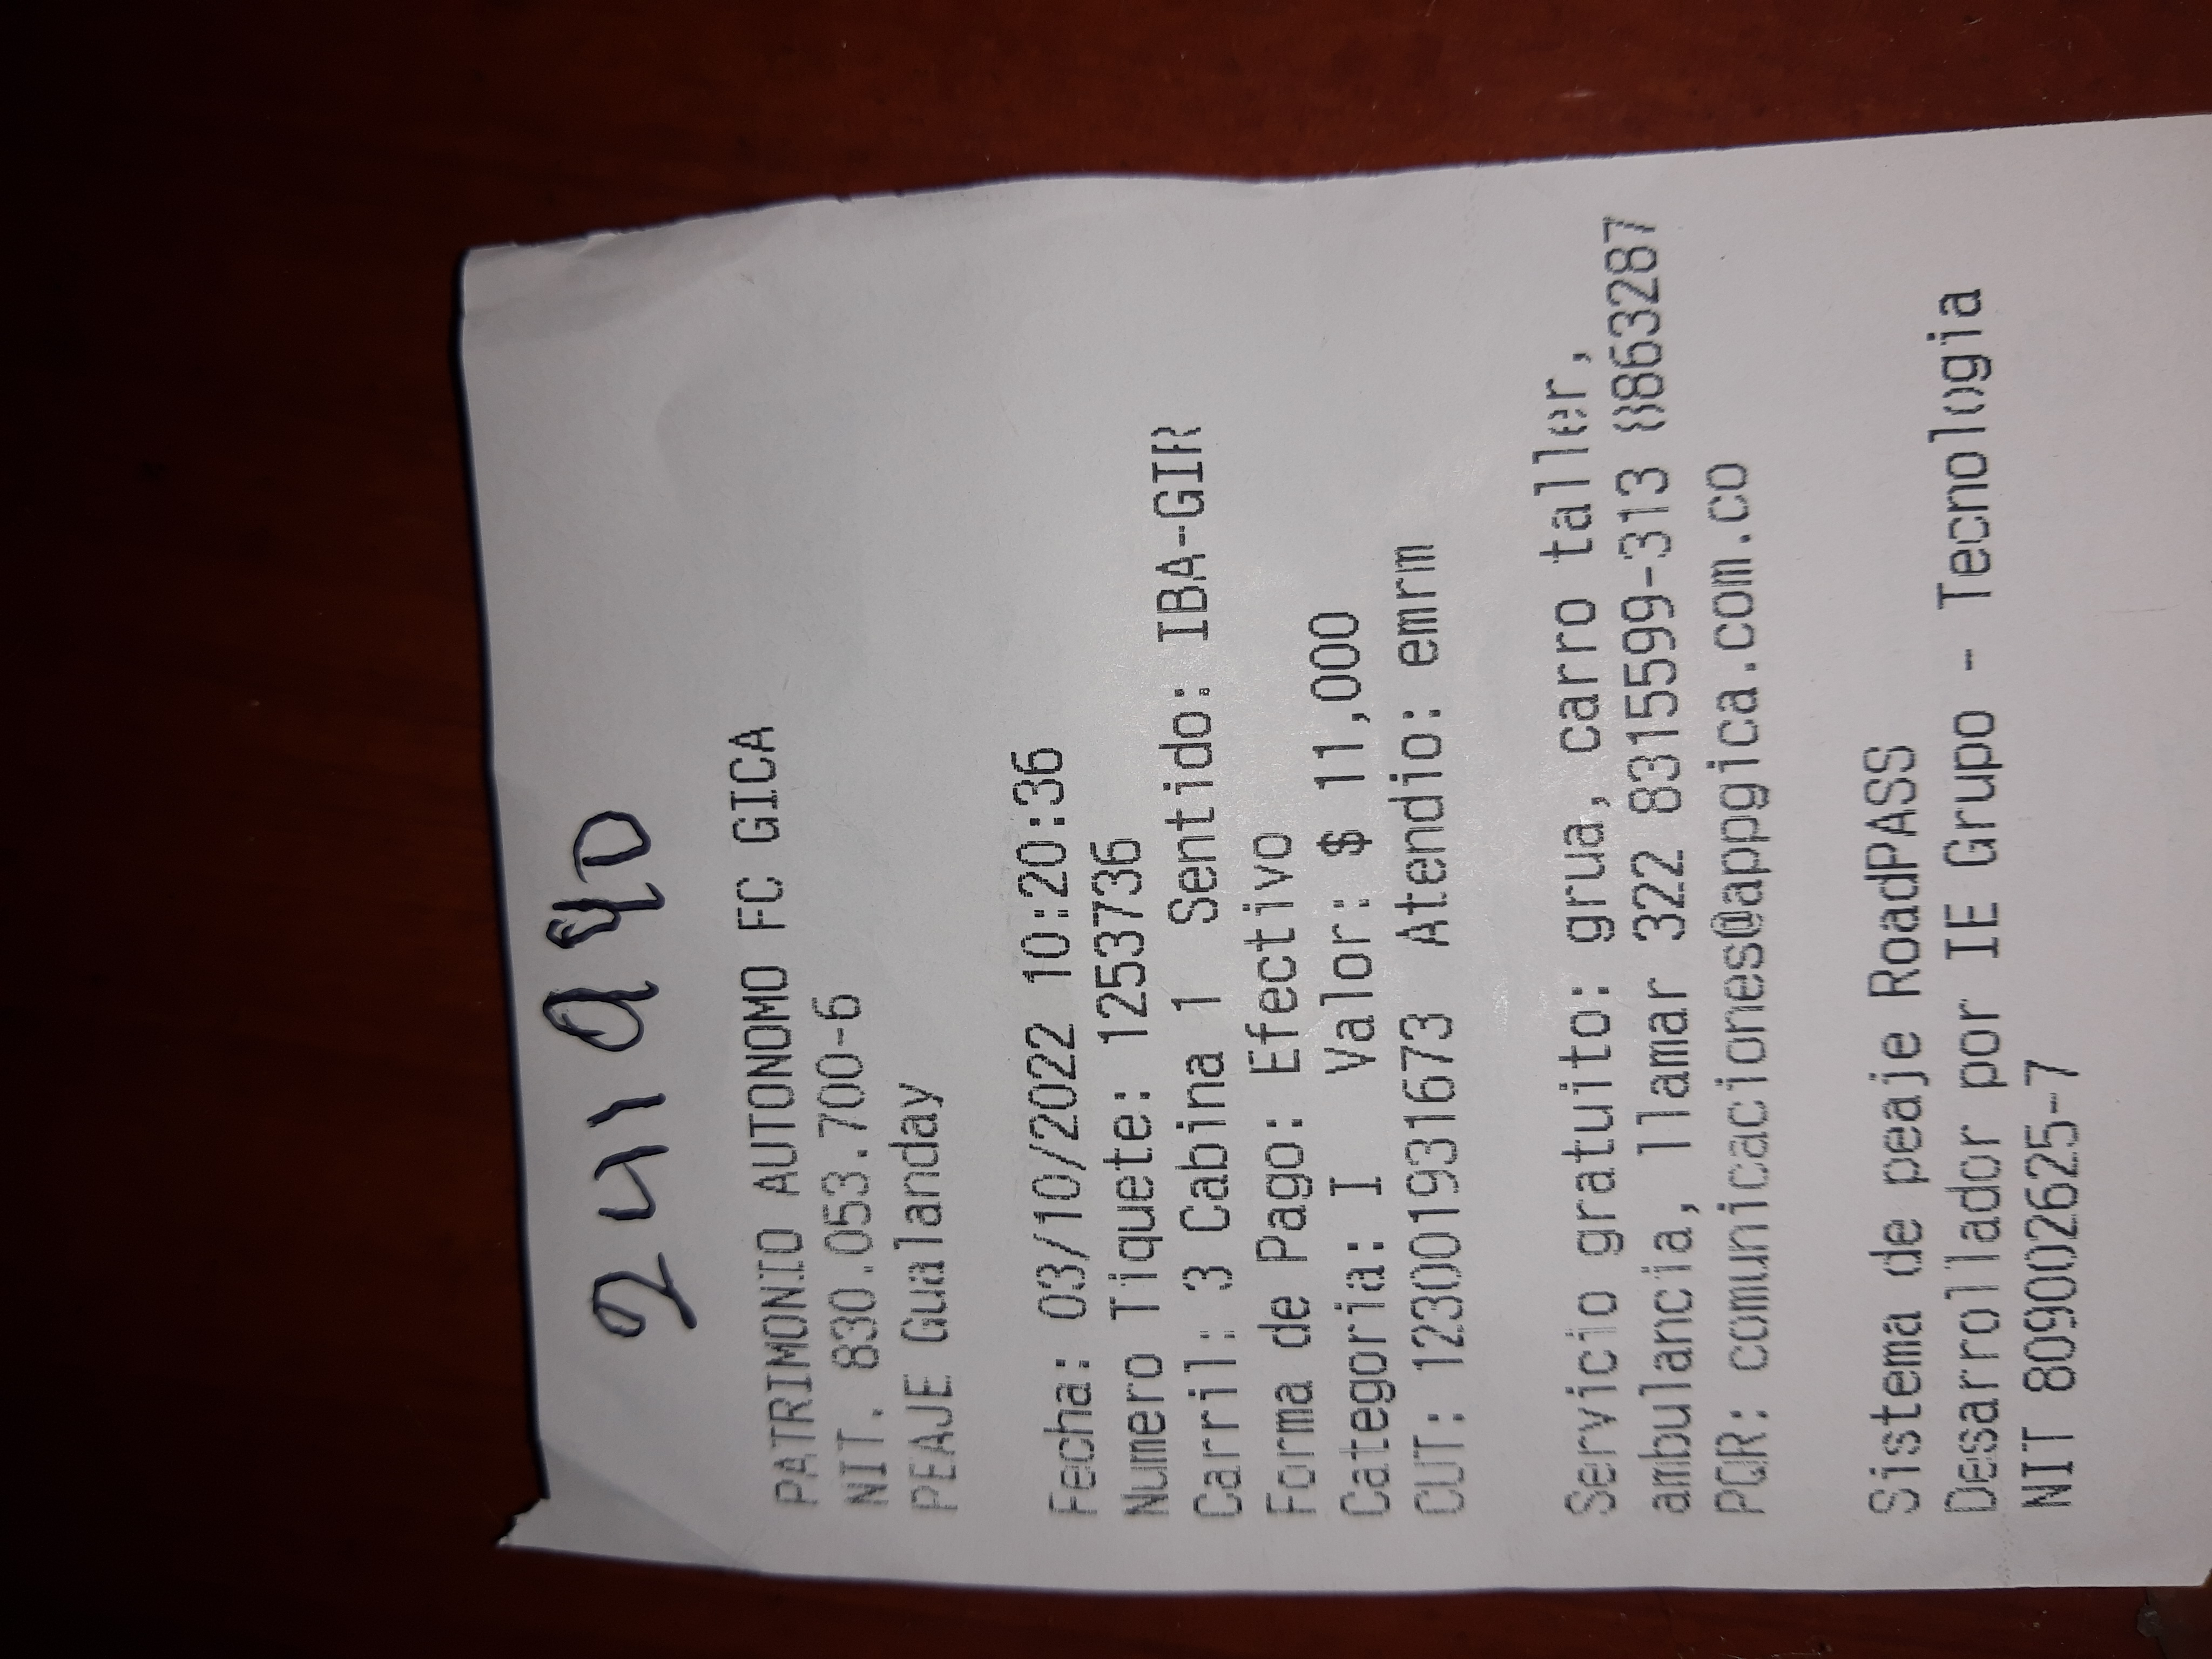 241940
PATRIMONIO AUTONOMO FC GICA
NIT. 830.053.700-6
PEAJE Gualanday
Fecha: 03/10/2022 10:20:36
Numero Tiquete: 1253736
Carril: 3 Cabina 1 Sentido: IBA-GIR
Forma de Pago: Efectivo
Categoria: I Valor: $ 11,000
CUT: 1230019931673 Atendio: emrm
Servicio gratuito: grua, carro taller,
ambulancia, llamar 322 8315599-313 8863287
PQR: comunicaciones@appgica.com.co
Sistema de peaje RoadPASS
Desarrollador por IE Grupo - Tecnologia
NIT 809002625-7